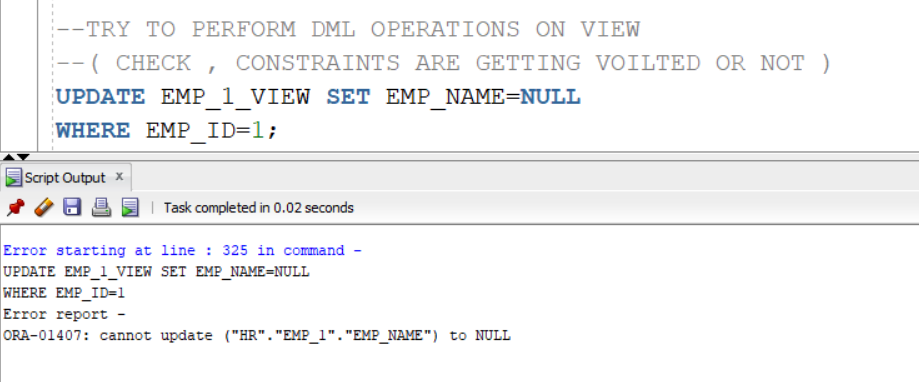 --TRY TO PERFORM DML OPERATIONS ON VIEW
--( CHECK , CONSTRAINTS ARE GETTING VOILTED OR NOT )
UPDATE EMP_1_VIEW SET EMP_NAME=NULL
WHERE EMP_ID=1;
Script Output x
Task completed in 0.02 seconds
Error starting at line : 325 in command -
UPDATE EMP_1_VIEW SET EMP_NAME=NULL
WHERE EMP_ID=1
Error report -
ORA-01407: cannot update ("HR"."EMP_1"."EMP_NAME") to NULL